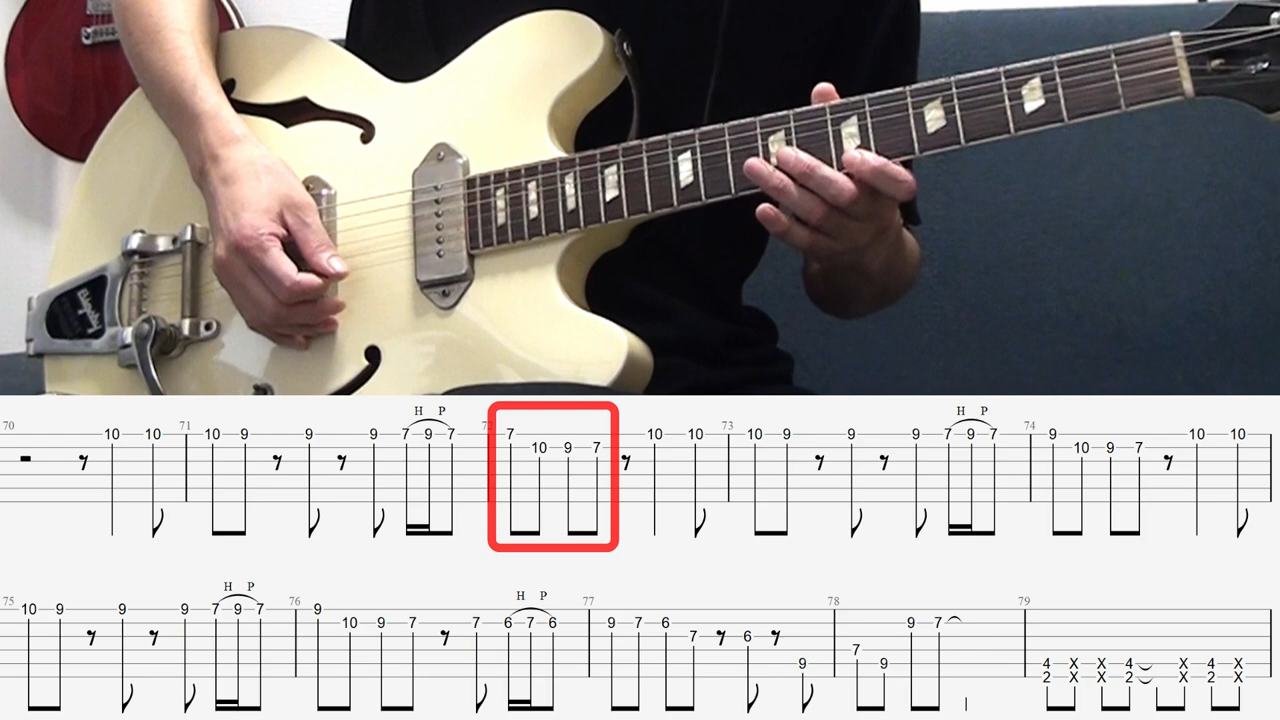 Bigsby
H P H P
70 71 72 73 74
10 10 10 9 9 9 7 9 7 7 10 9 7 10 10 10 9 9 9 7 9 7 9 10 9 7 10 10
H P H P
75 76 77 78 79
10 9 9 9 7 9 7 9 10 9 7 7 6 7 6 9 7 6 7 6 9 7 9 9 7
4 X X 4 X 4 X
2 X X 2 X 2 X